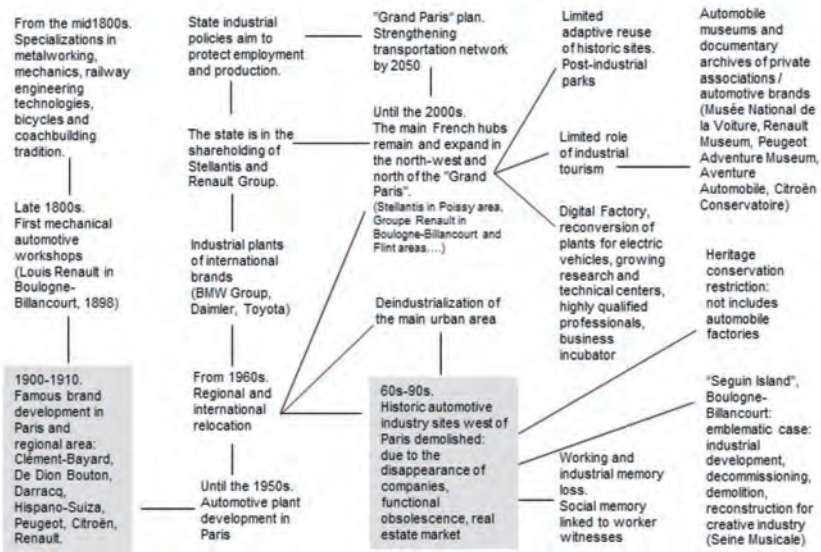 From the mid1800s.
Specializations in
metalworking,
mechanics, railway
engineering
technologies,
bicycles and
coachbuilding
tradition.
Late 1800s.
First mechanical
automotive
workshops
(Louis Renault in
Boulogne-
Billancourt, 1898)
1900-1910.
Famous brand
development in
Paris and
regional area:
Clément-Bayard,
De Dion Bouton,
Darracq,
Hispano-Suiza,
Peugeot, Citroën,
Renault.
State industrial
policies aim to
protect employment
and production.
The state is in the
shareholding of
Stellantis and
Renault Group.
Industrial plants
of international
brands
(BMW Group,
Daimler, Toyota)
From 1960s.
Regional and
international
relocation
Until the 1950s.
Automotive plant
development in
Paris
"Grand Paris" plan.
Strengthening
transportation network
by 2050
Until the 2000s.
The main French hubs
remain and expand in
the north-west and
north of the "Grand
Paris".
(Stellantis in Poissy area,
Groupe Renault in
Boulogne-Billancourt and
Flint areas....)
Deindustrialization of
the main urban area
60s-90s.
Historic automotive
industry sites west of
Paris demolished:
due to the
disappearance of
companies,
functional
obsolescence, real
estate market
Limited
adaptive reuse
of historic sites.
Post-industrial
parks
Limited role
of industrial
tourism
Digital Factory,
reconversion of
plants for electric
vehicles, growing
research and
technical centers,
highly qualified
professionals,
business
incubator
Working and
industrial memory
loss.
Social memory
linked to worker
witnesses
Automobile
museums and
documentary
archives of private
associations /
automotive brands
(Musée National de
la Voiture, Renault
Museum, Peugeot
Adventure Museum,
Aventure
Automobile, Citroën
Conservatoire)
Heritage
conservation
restriction:
not includes
automobile
factories
"Seguin Island",
Boulogne-
Billancourt:
emblematic case:
industrial
development,
decommissioning,
demolition,
reconstruction for
creative industry
(Seine Musicale)